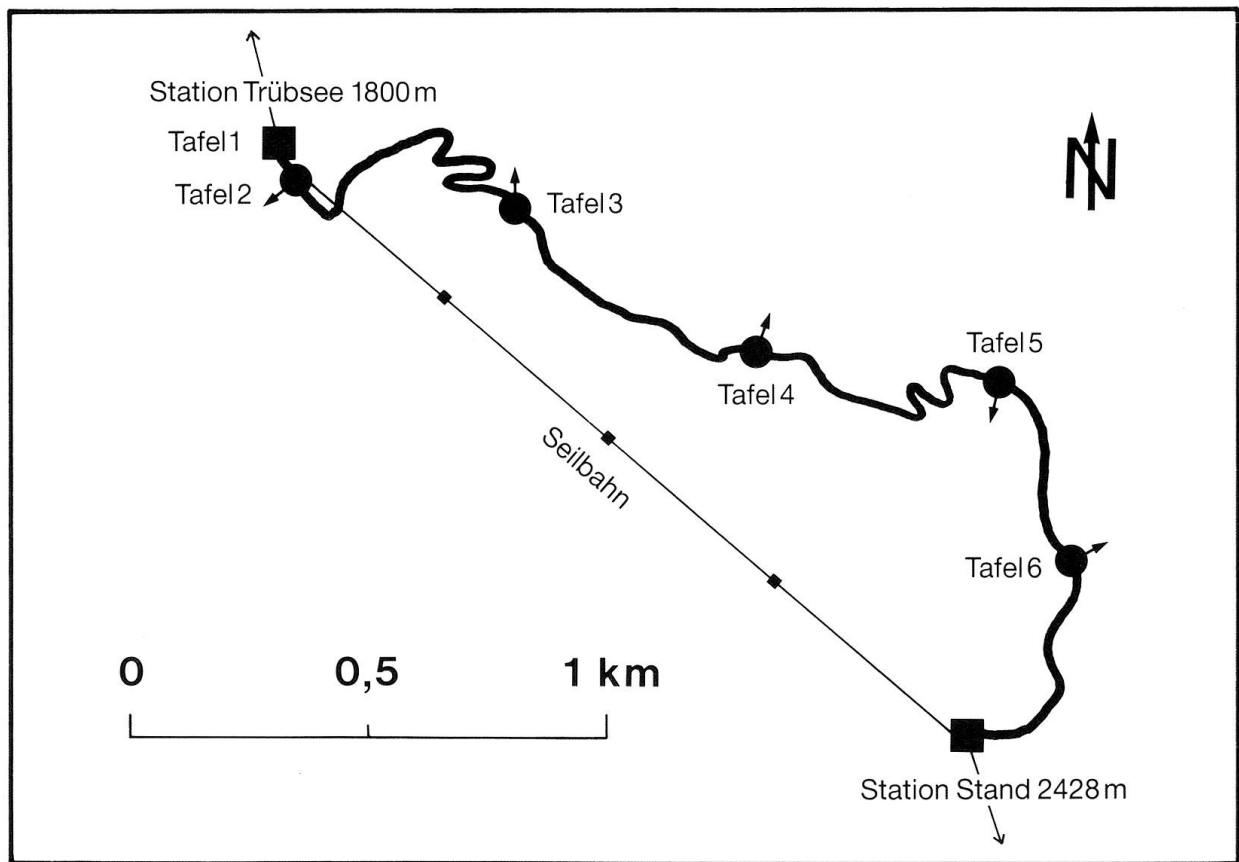 Station Trübsee 1800 m
Tafel 1
Tafel 2
Tafel 3
N
Tafel 4
Tafel 5
Seilbahn
Tafel 6
0 0,5 1 km
Station Stand 2428 m